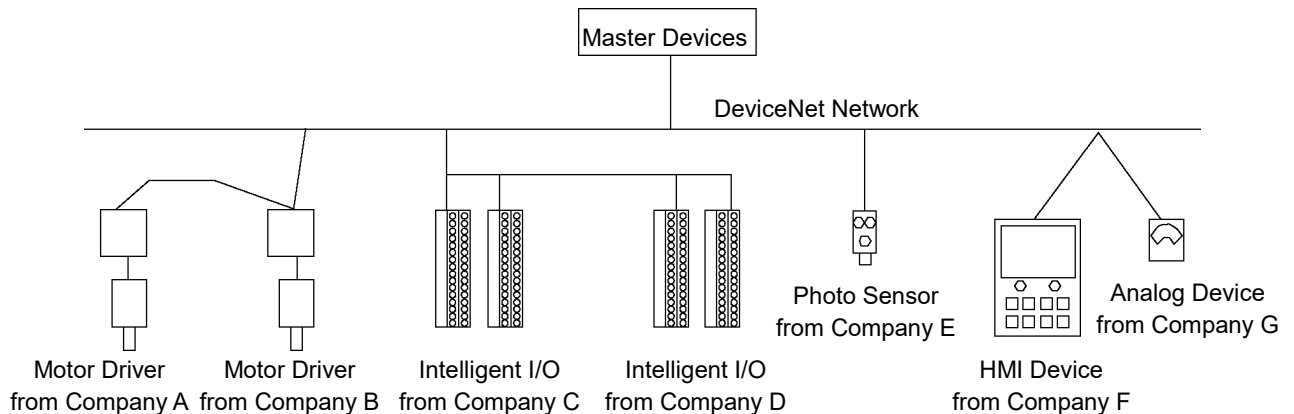 Master Devices
DeviceNet Network
Photo Sensor
from Company E
Analog Device
from Company G
Motor Driver
from Company A
Motor Driver
from Company B
Intelligent I/O
from Company C
Intelligent I/O
from Company D
HMI Device
from Company F